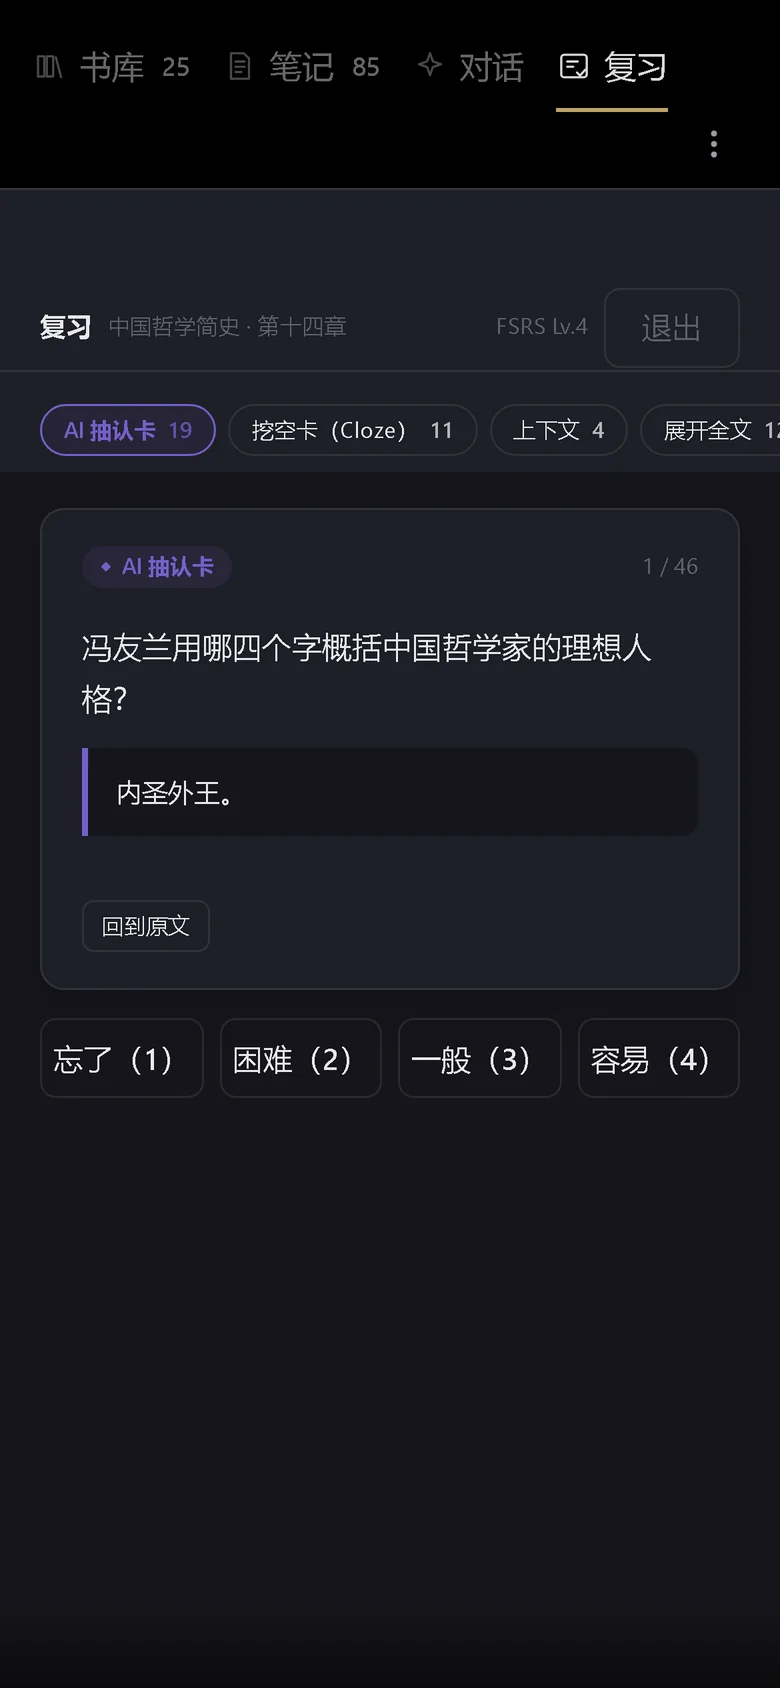 书库 25 笔记 85 对话 复习
复习 中国哲学简史 · 第十四章 FSRS Lv.4 退出
AI 抽认卡 19 挖空卡（Cloze） 11 上下文 4 展开全文 12
AI 抽认卡 1 / 46
冯友兰用哪四个字概括中国哲学家的理想人
格？
内圣外王。
回到原文
忘了（1） 困难（2） 一般（3） 容易（4）